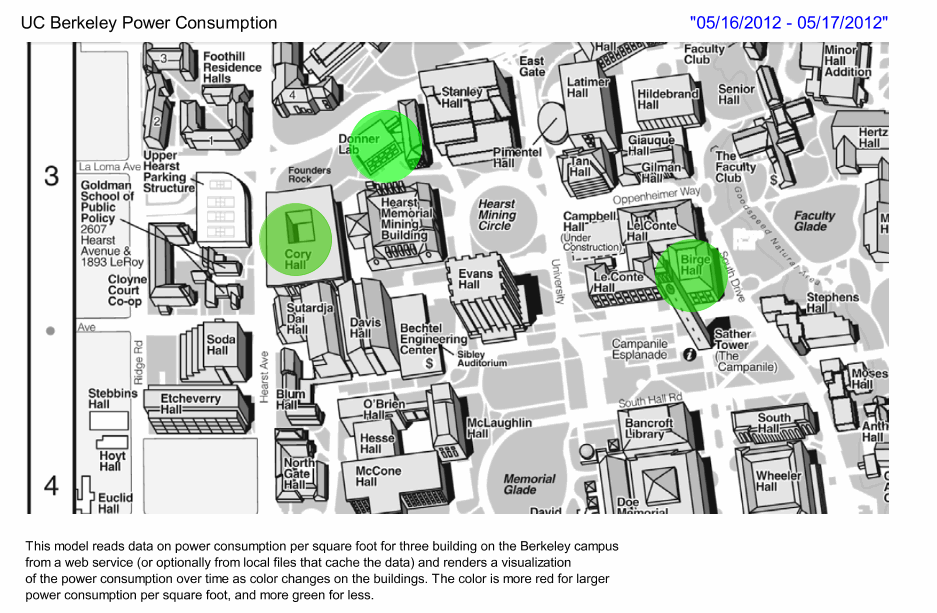 UC Berkeley Power Consumption
"05/16/2012 - 05/17/2012"
3
2
1
Foothill
Residence
Halls
4
Stanley
Hall
East
Gate
Hall
Latimer
Hall
Faculty
Club
Hildebrand
Hall
Senior
Hall
Minor
Hall
Addition
Hertz
Hall
Donner
Lab
Pimentel
Hall
Tan
Hall
Giauque
Hall
Gilman
Hall
The
Faculty
Club
$
La Loma Ave
3
Upper
Hearst
Parking
Structure
Goldman
School of
Public
Policy
2607
Hearst
Avenue &
1893 LeRoy
Cloyne
Court
Co-op
Founders
Rock
Cory
Hall
Hearst
Memorial
Mining
Building
Hearst
Mining
Circle
Oppenheimer Way
Campbell
Hall
(Under
Construction)
LeConte
Hall
Le Conte
Hall
Birge
Hall
South Drive
Goodspeed Natural Area
Faculty
Glade
M
H
Evans
Hall
University
Stephens
Hall
Sutardja
Dai
Hall
Davis
Hall
Bechtel
Engineering
Center
$
Sibley
Auditorium
Campanile
Esplanade
i
Sather
Tower
(The
Campanile)
Ave
Ridge Rd
Soda
Hall
Hearst Ave
Stebbins
Hall
Etcheverry
Hall
Blum
Hall
O'Brien
Hall
Hesse
Hall
McLaughlin
Hall
South Hall Rd
Bancroft
Library
South
Hall
Moses
Hall
Anth
Hall
Hoyt
Hall
North
Gate
Hall
McCone
Hall
Memorial
Glade
Wheeler
Hall
4
Euclid
Hall
David
Doe
Memorial
This model reads data on power consumption per square foot for three building on the Berkeley campus
from a web service (or optionally from local files that cache the data) and renders a visualization
of the power consumption over time as color changes on the buildings. The color is more red for larger
power consumption per square foot, and more green for less.